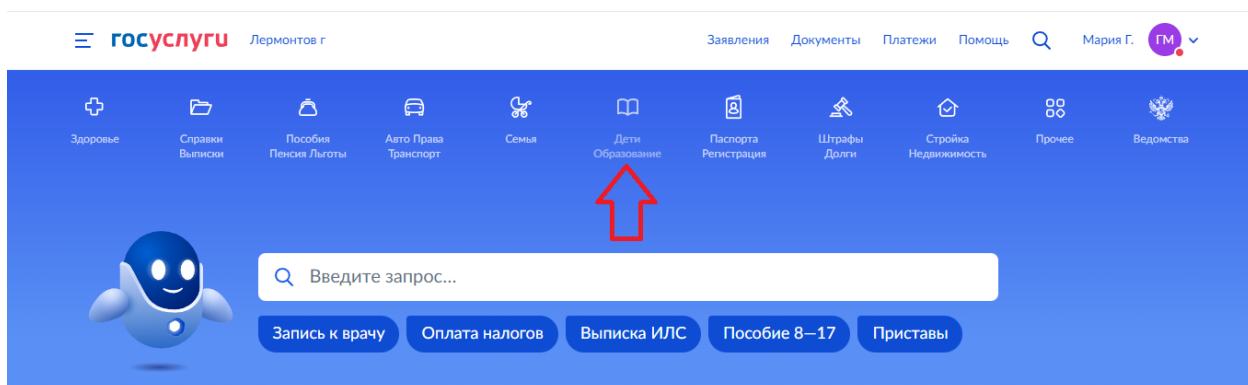 госуслуги Лермонтов г Заявления Документы Платежи Помощь Мария Г. ГМ
Здоровье
Справки
Выписки
Пособия
Пенсия Льготы
Авто Права
Транспорт
Семья
Дети
Образование
Паспорта
Регистрация
Штрафы
Долги
Стройка
Недвижимость
Прочее
Ведомства
Введите запрос...
Запись к врачу Оплата налогов Выписка ИЛС Пособие 8—17 Приставы